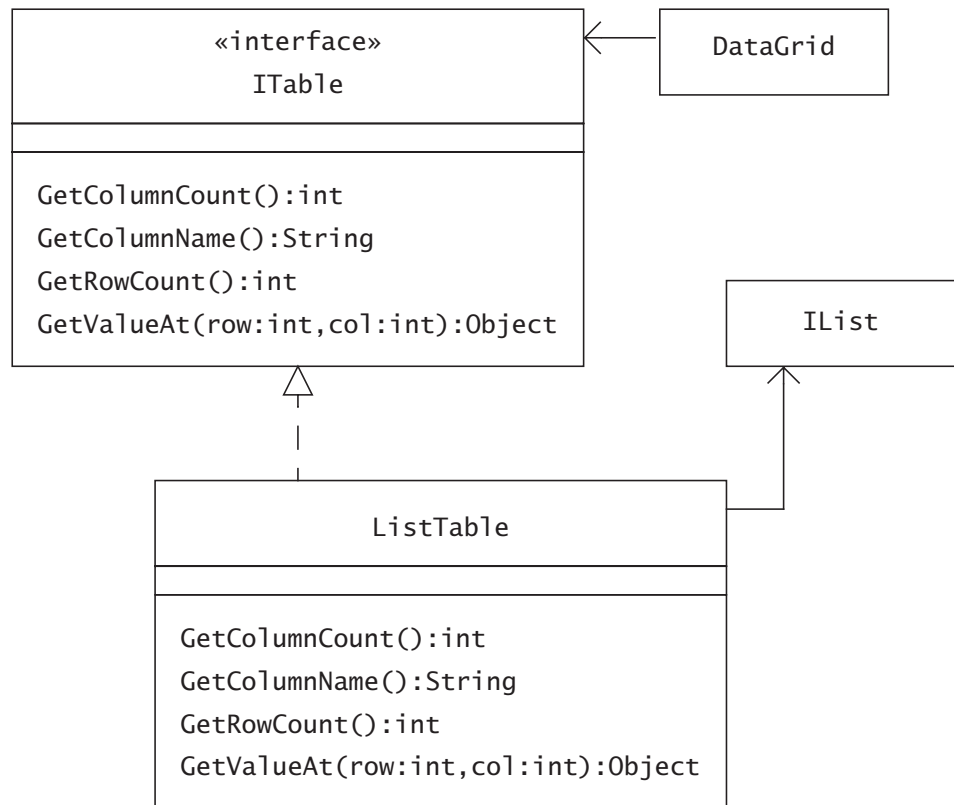 «interface»
ITable
DataGrid
GetColumnCount():int
GetColumnName():String
GetRowCount():int
GetValueAt(row:int,col:int):Object
IList
ListTable
GetColumnCount():int
GetColumnName():String
GetRowCount():int
GetValueAt(row:int,col:int):Object